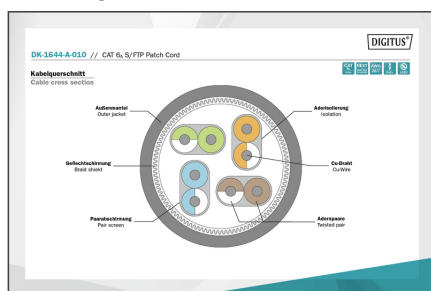 DIGITUS®
DK-1644-A-010 // CAT 6A S/FTP Patch Cord
Kabelquerschnitt
Cable cross section
Außenmantel
Outer jacket
Aderisolierung
Isolation
Geflechtschirmung
Braid shield
Cu-Draht
Cu-Wire
Paarabschirmung
Pair screen
Aderspaare
Twisted pair